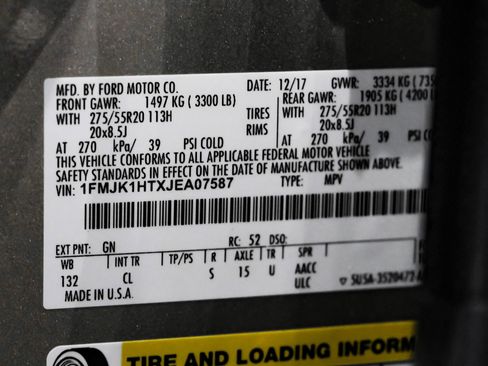 MFD. BY FORD MOTOR CO. DATE: 12/17 GVWR: 3334 KG (735
FRONT GAWR: 1497 KG (3300 LB) REAR GAWR: 1905 KG (4200 L
WITH 275/55R20 113H TIRES WITH 275/55R20 113H
20x8.5J RIMS 20x8.5J
AT 270 kPa/ 39 PSI COLD AT 270 kPa/ 39 PSI COLD
THIS VEHICLE CONFORMS TO ALL APPLICABLE FEDERAL MOTOR VEHICLE
SAFETY STANDARDS IN EFFECT ON THE DATE OF MANUFACTURE SHOWN ABOVE.
VIN: 1FMJK1HTXJEA07587 TYPE: MPV
EXT PNT: GN RC: 52 DSO:
WB INT TR TP/PS R AXLE TR SPR
132 CL S 15 U AACC
ULC
MADE IN U.S.A. SU5A-3520472-A
TIRE AND LOADING INFORM